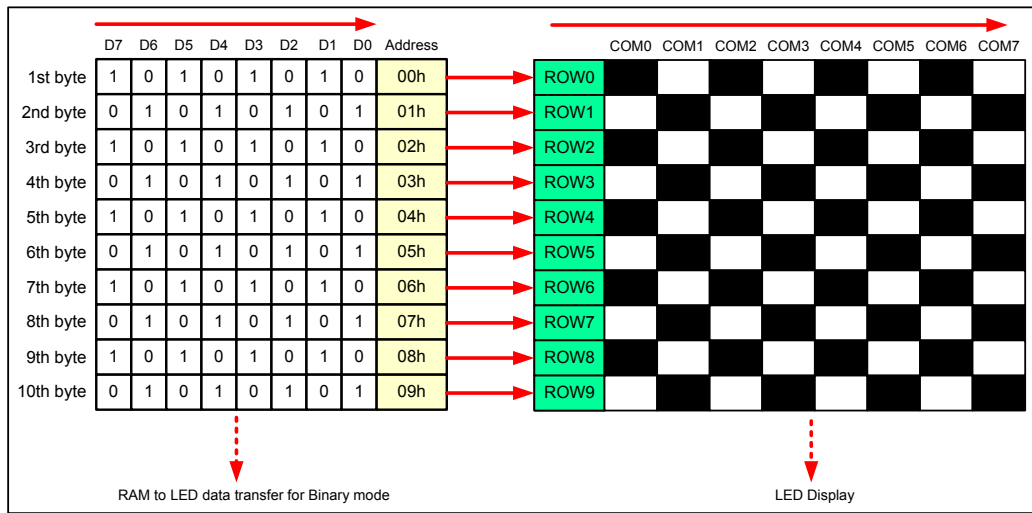 D7 D6 D5 D4 D3 D2 D1 D0 Address COM0 COM1 COM2 COM3 COM4 COM5 COM6 COM7
1st byte 1 0 1 0 1 0 1 0 00h ROW0
2nd byte 0 1 0 1 0 1 0 1 01h ROW1
3rd byte 1 0 1 0 1 0 1 0 02h ROW2
4th byte 0 1 0 1 0 1 0 1 03h ROW3
5th byte 1 0 1 0 1 0 1 0 04h ROW4
6th byte 0 1 0 1 0 1 0 1 05h ROW5
7th byte 1 0 1 0 1 0 1 0 06h ROW6
8th byte 0 1 0 1 0 1 0 1 07h ROW7
9th byte 1 0 1 0 1 0 1 0 08h ROW8
10th byte 0 1 0 1 0 1 0 1 09h ROW9
RAM to LED data transfer for Binary mode LED Display